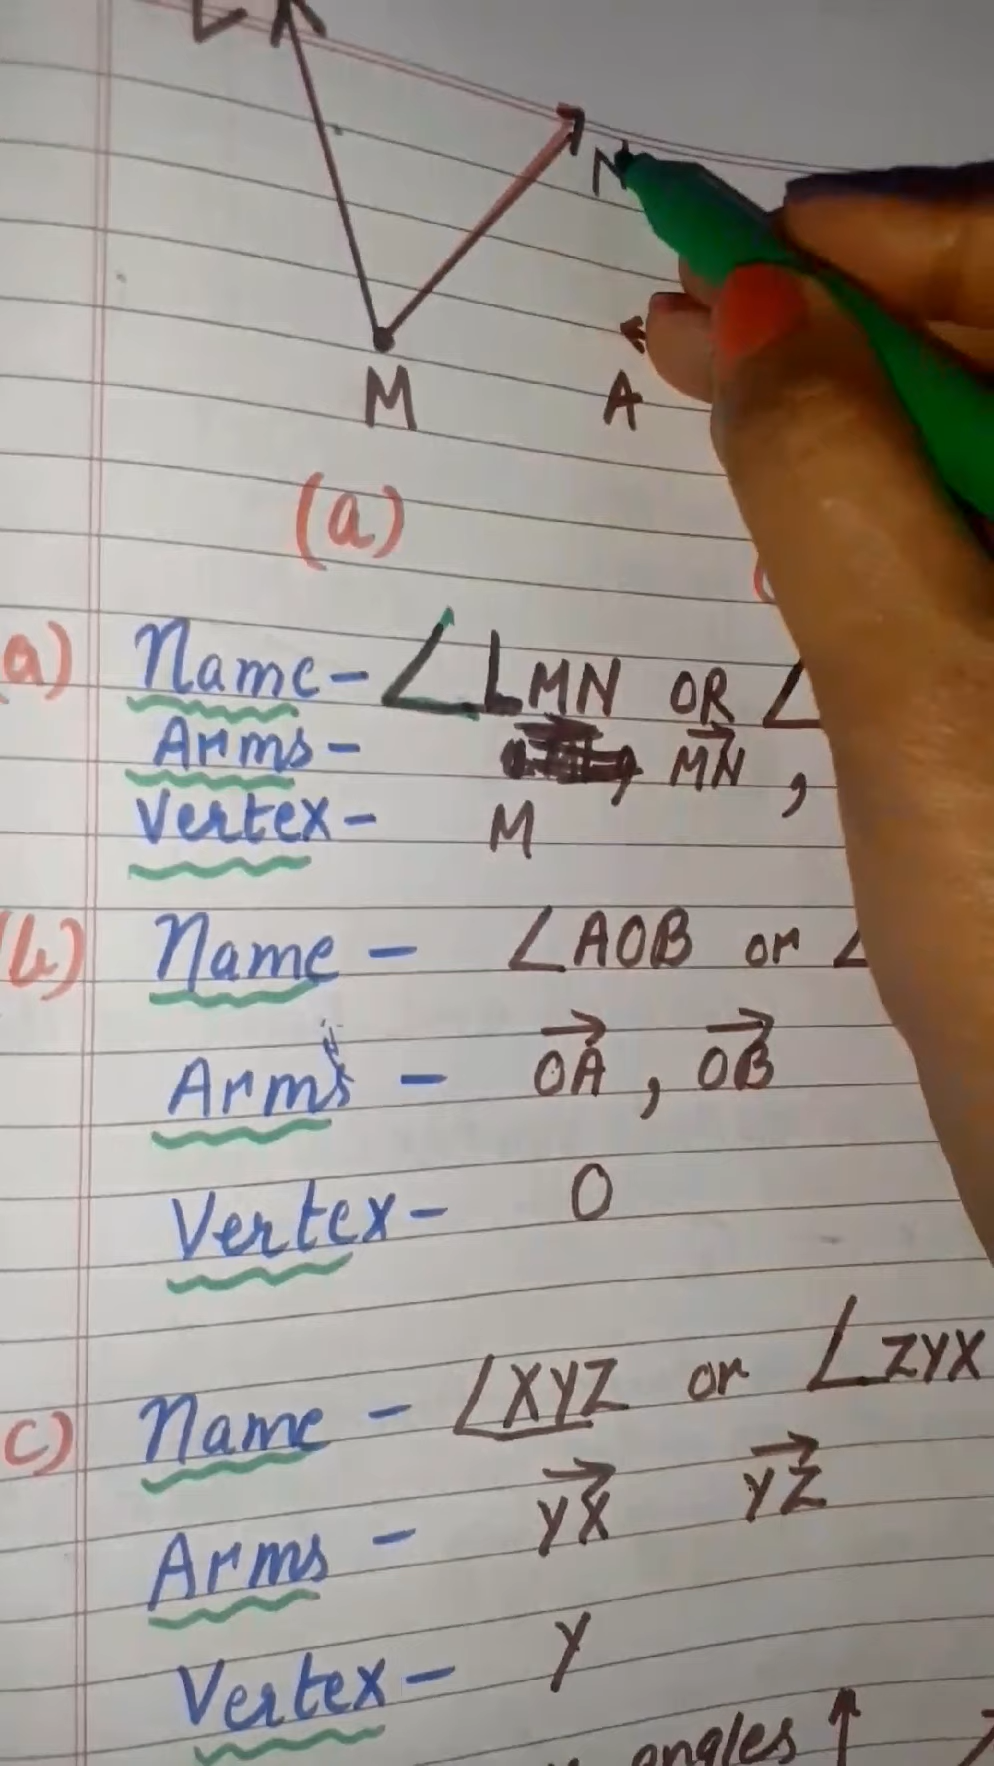 L
N
M
A
(a)
a) Name - ∠LMN OR ∠
Arms - MN ,
Vertex - M
(b) Name - ∠AOB or ∠
Arms - OA , OB
Vertex - O
c) Name - ∠XYZ or ∠ZYX
Arms - YX YZ
Vertex - Y
angles